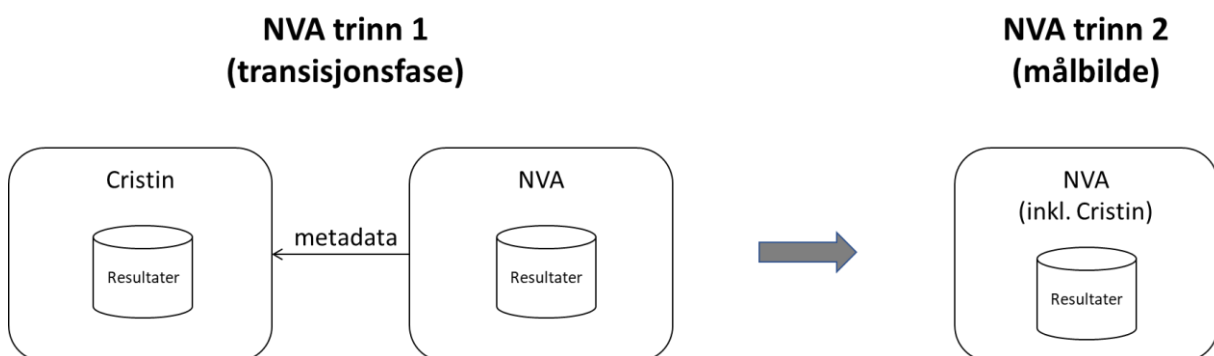 NVA trinn 1
(transisjonsfase)
NVA trinn 2
(målbilde)
Cristin
Resultater
metadata
NVA
Resultater
NVA
(inkl. Cristin)
Resultater